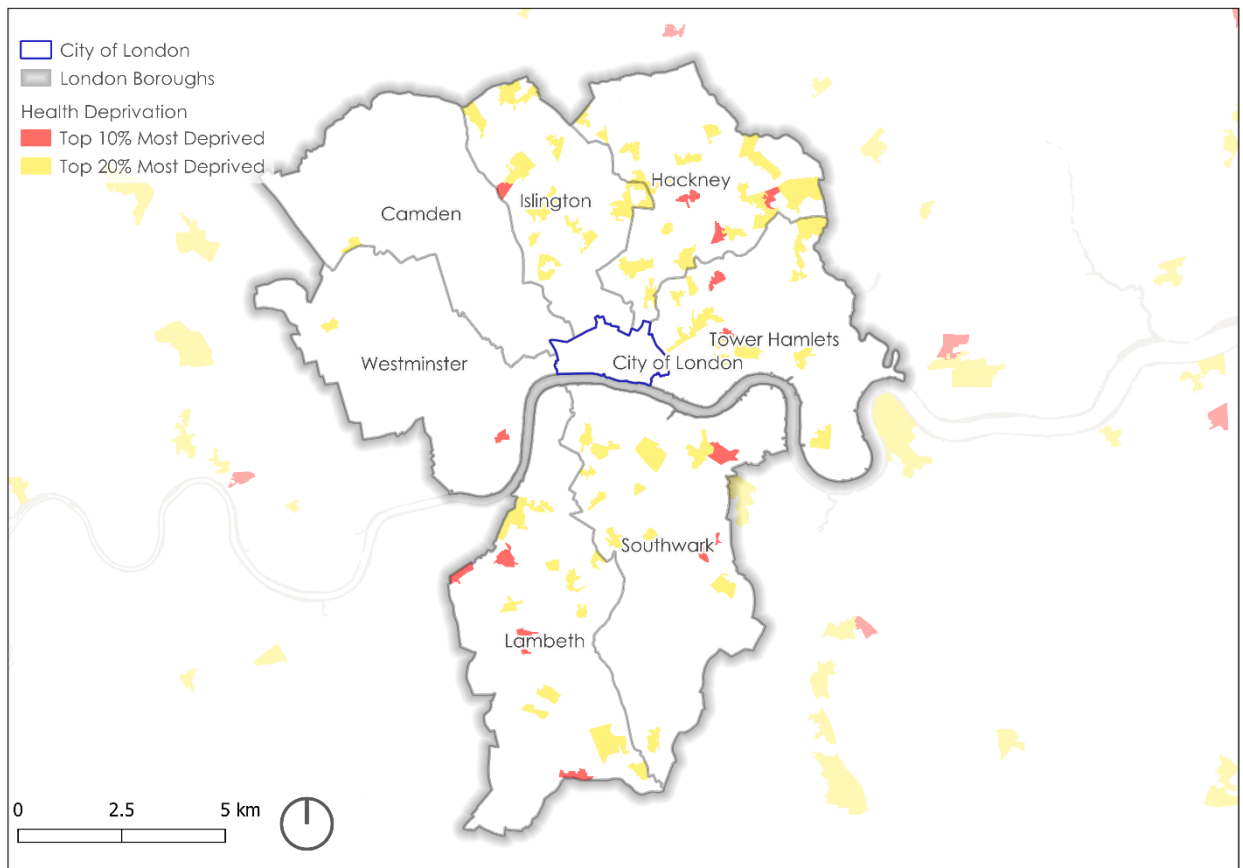 City of London
London Boroughs
Health Deprivation
Top 10% Most Deprived
Top 20% Most Deprived
Hackney
Islington
Camden
Tower Hamlets
Westminster
City of London
Southwark
Lambeth
0 2.5 5 km